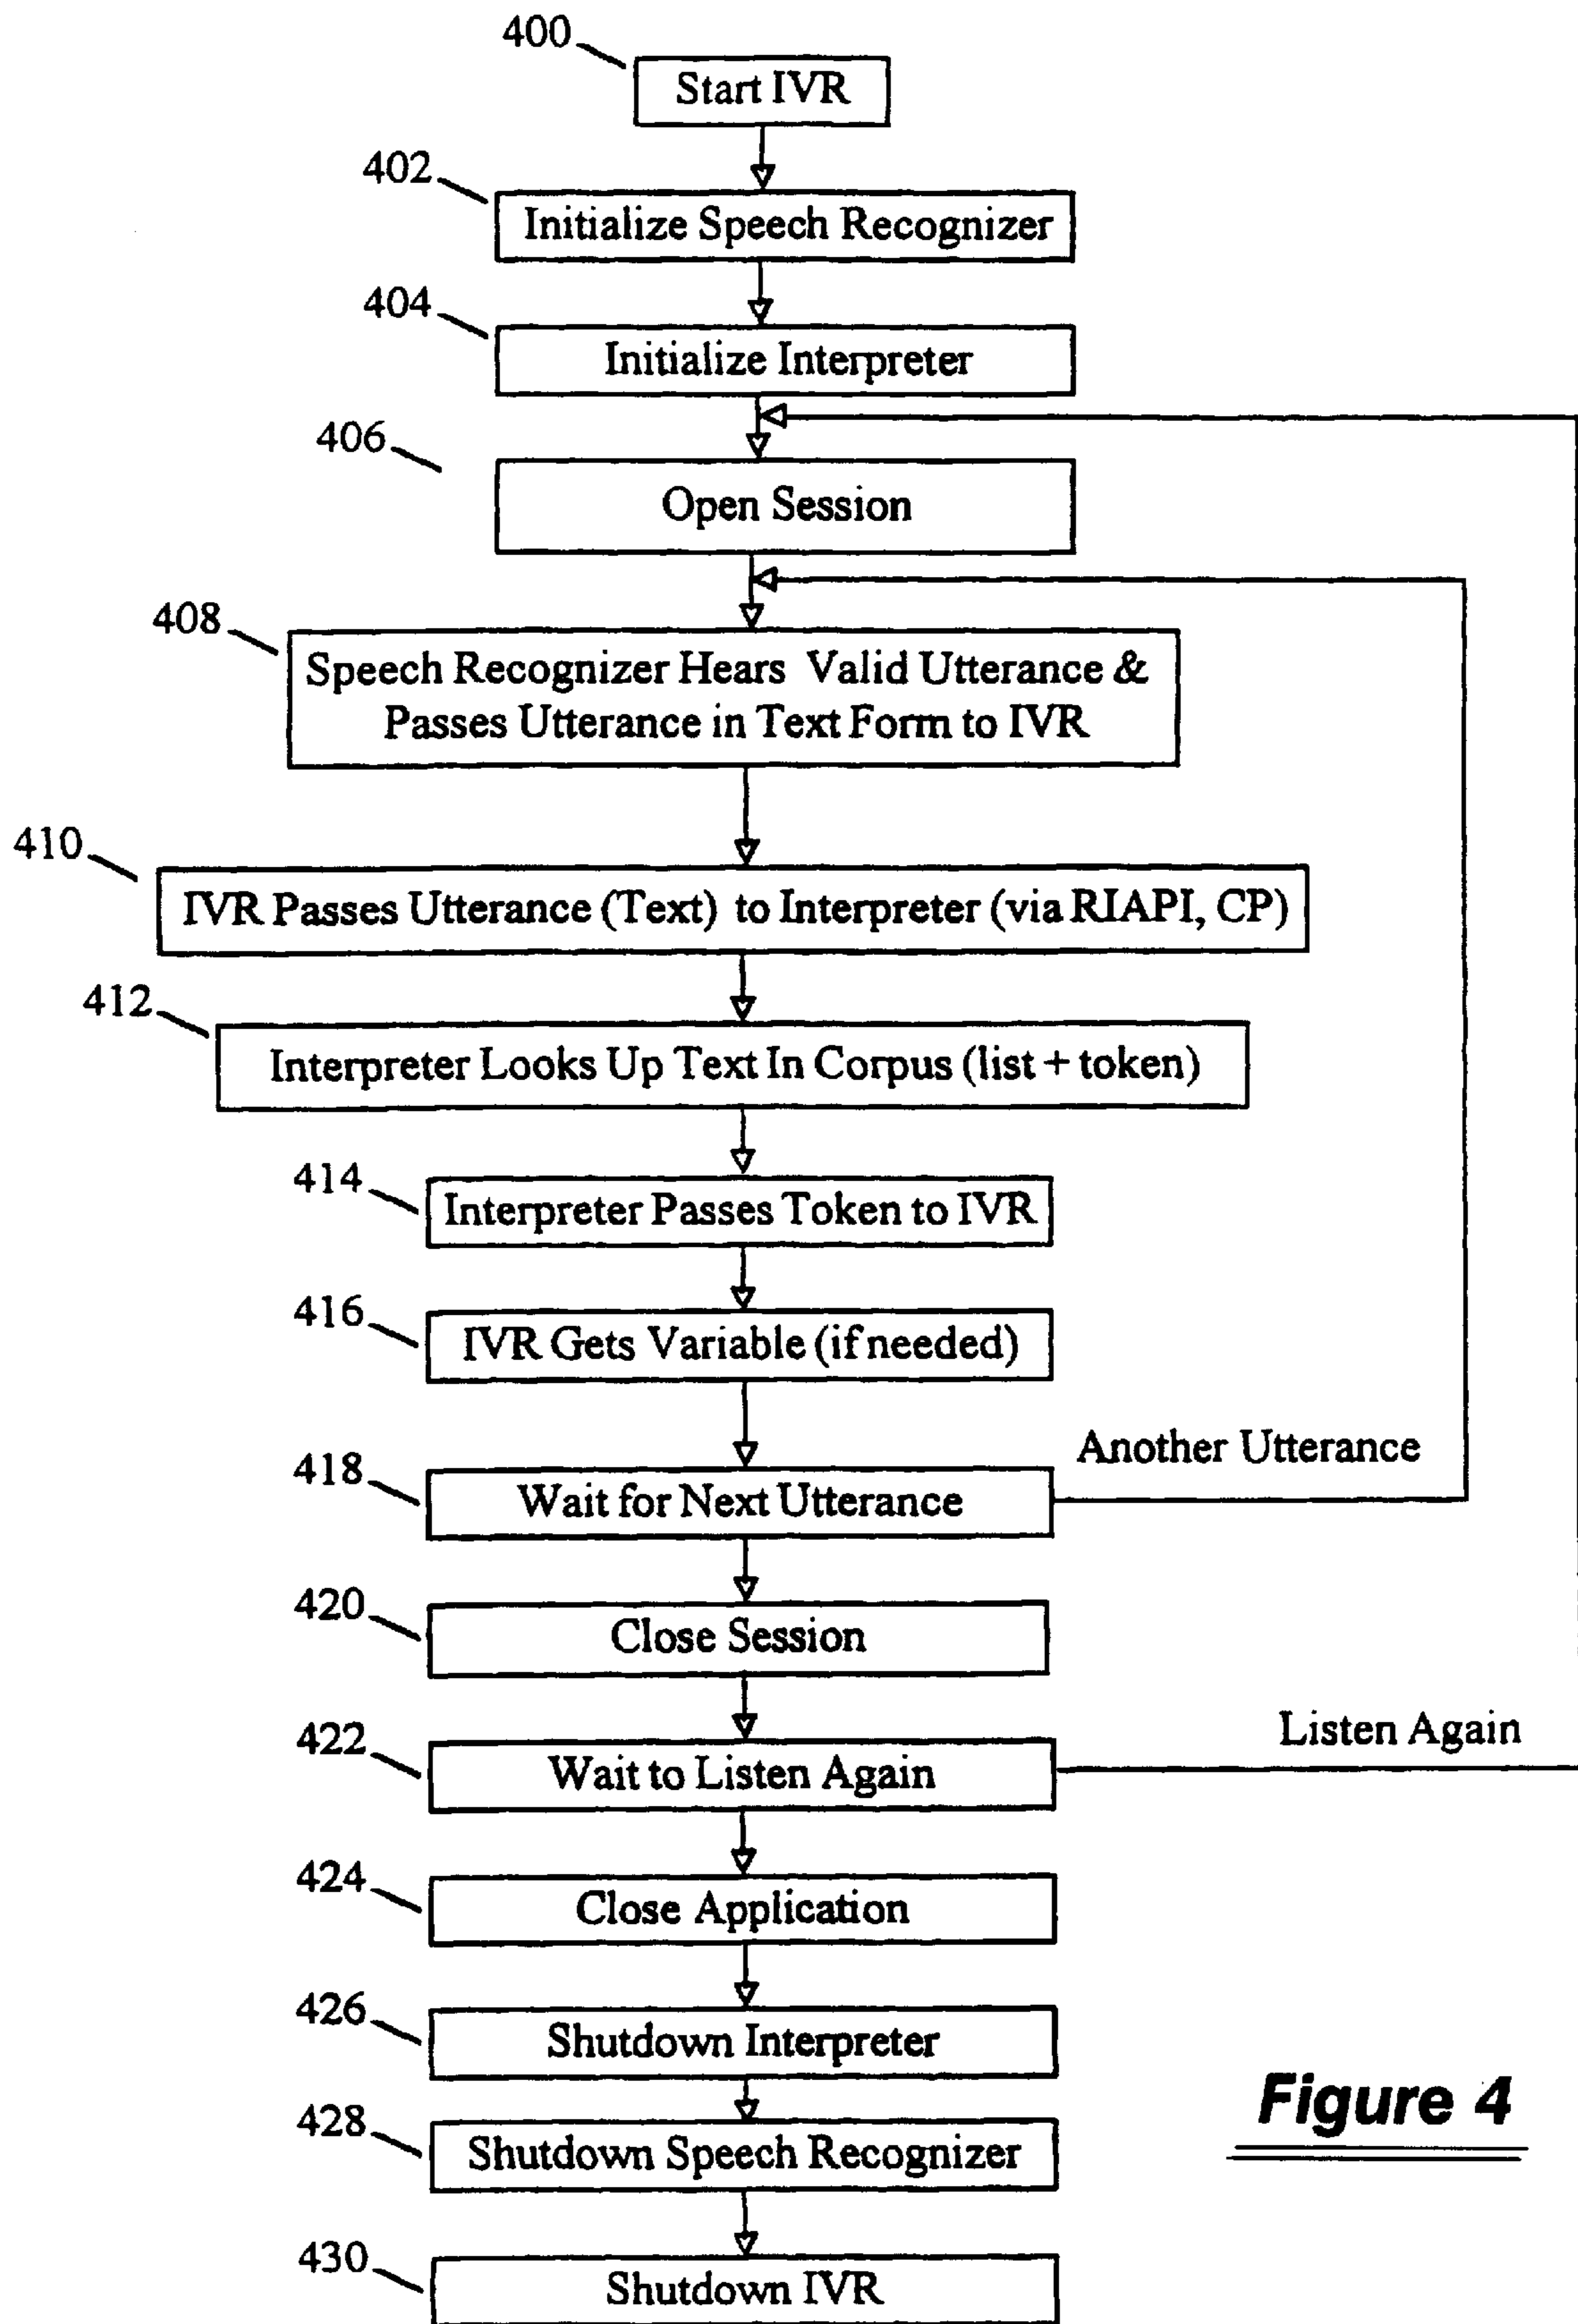 400
Start IVR
402
Initialize Speech Recognizer
404
Initialize Interpreter
406
Open Session
408
Speech Recognizer Hears Valid Utterance &
Passes Utterance in Text Form to IVR
410
IVR Passes Utterance (Text) to Interpreter (via RIAPI, CP)
412
Interpreter Looks Up Text In Corpus (list + token)
414
Interpreter Passes Token to IVR
416
IVR Gets Variable (if needed)
Another Utterance
418
Wait for Next Utterance
420
Close Session
Listen Again
422
Wait to Listen Again
424
Close Application
426
Shutdown Interpreter
428
Shutdown Speech Recognizer
430
Shutdown IVR
Figure 4